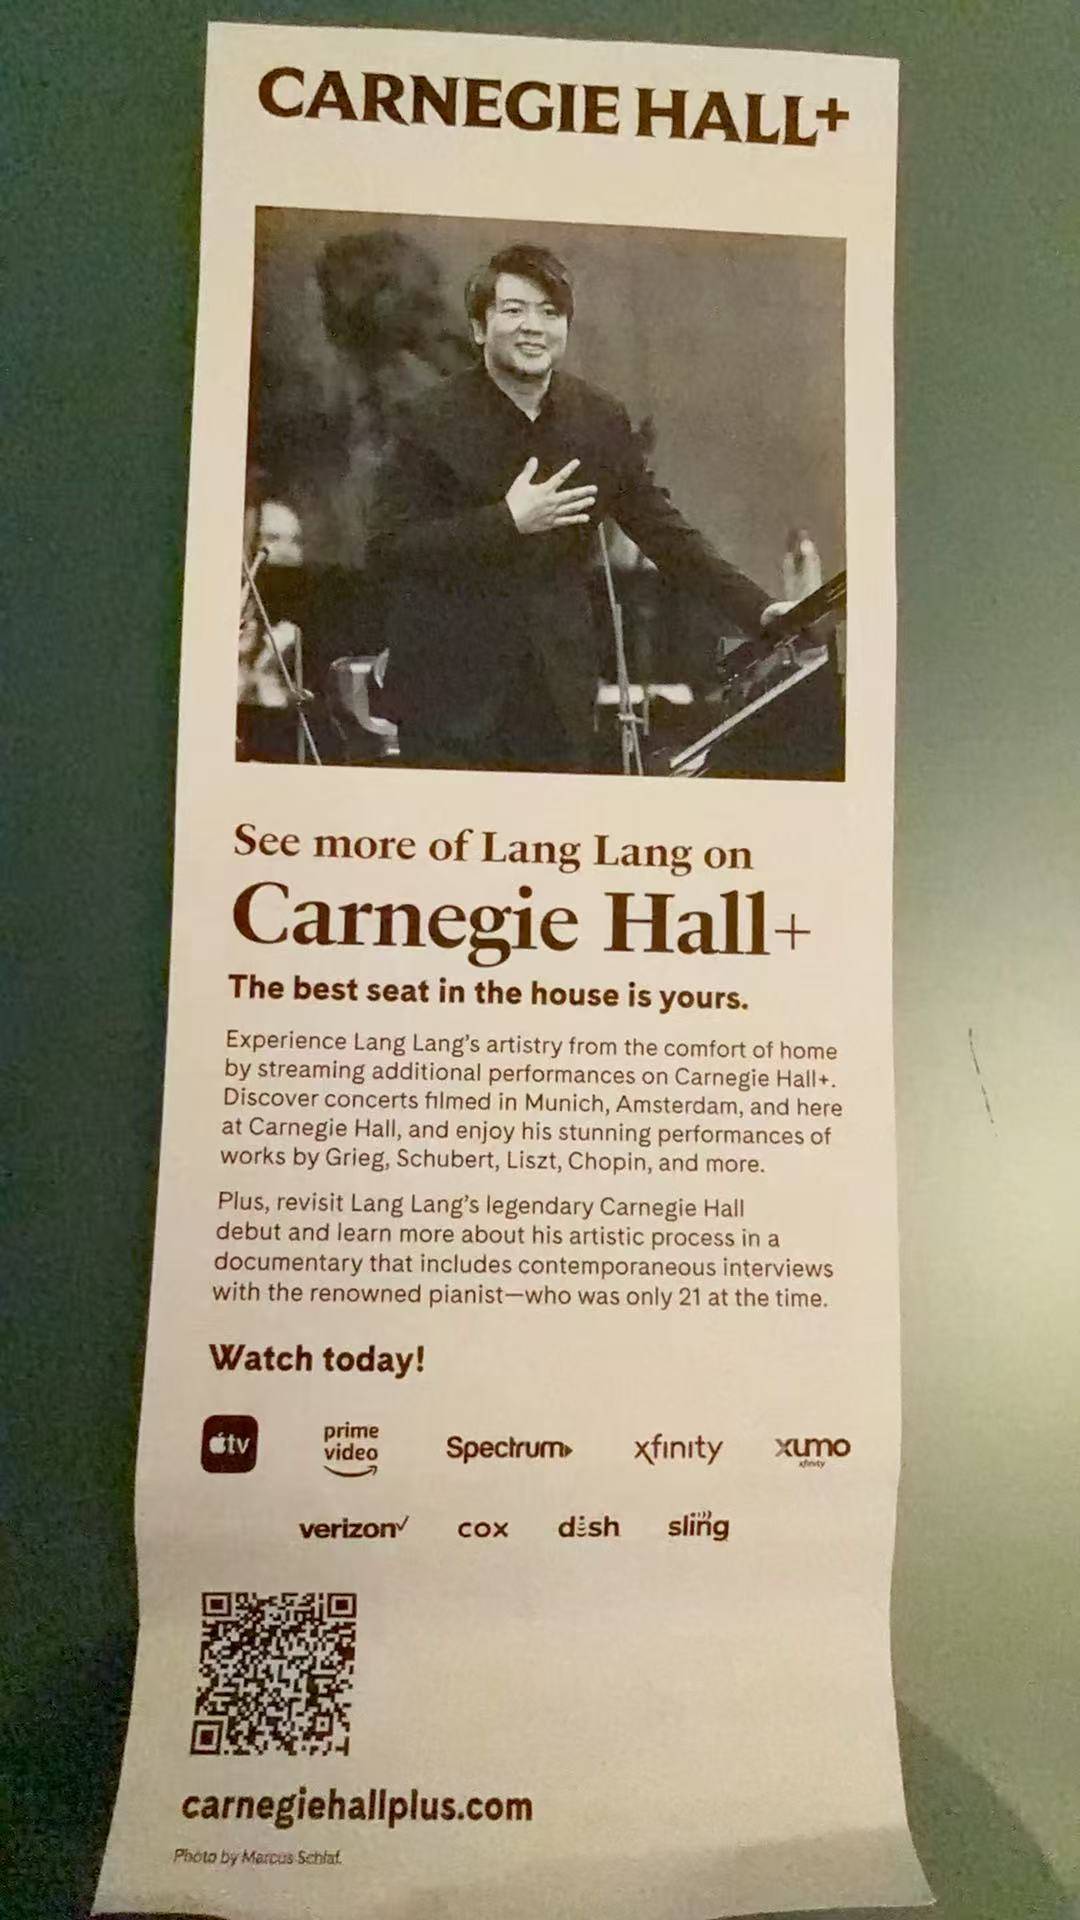 CARNEGIE HALL+
See more of Lang Lang on
Carnegie Hall+
The best seat in the house is yours.
Experience Lang Lang's artistry from the comfort of home
by streaming additional performances on Carnegie Hall+.
Discover concerts filmed in Munich, Amsterdam, and here
at Carnegie Hall, and enjoy his stunning performances of
works by Grieg, Schubert, Liszt, Chopin, and more.
Plus, revisit Lang Lang's legendary Carnegie Hall
debut and learn more about his artistic process in a
documentary that includes contemporaneous interviews
with the renowned pianist—who was only 21 at the time.
Watch today!
tv prime video Spectrum xfinity xumo xfinity
verizon cox dish sling
carnegiehallplus.com
Photo by Marcus Schlaf.